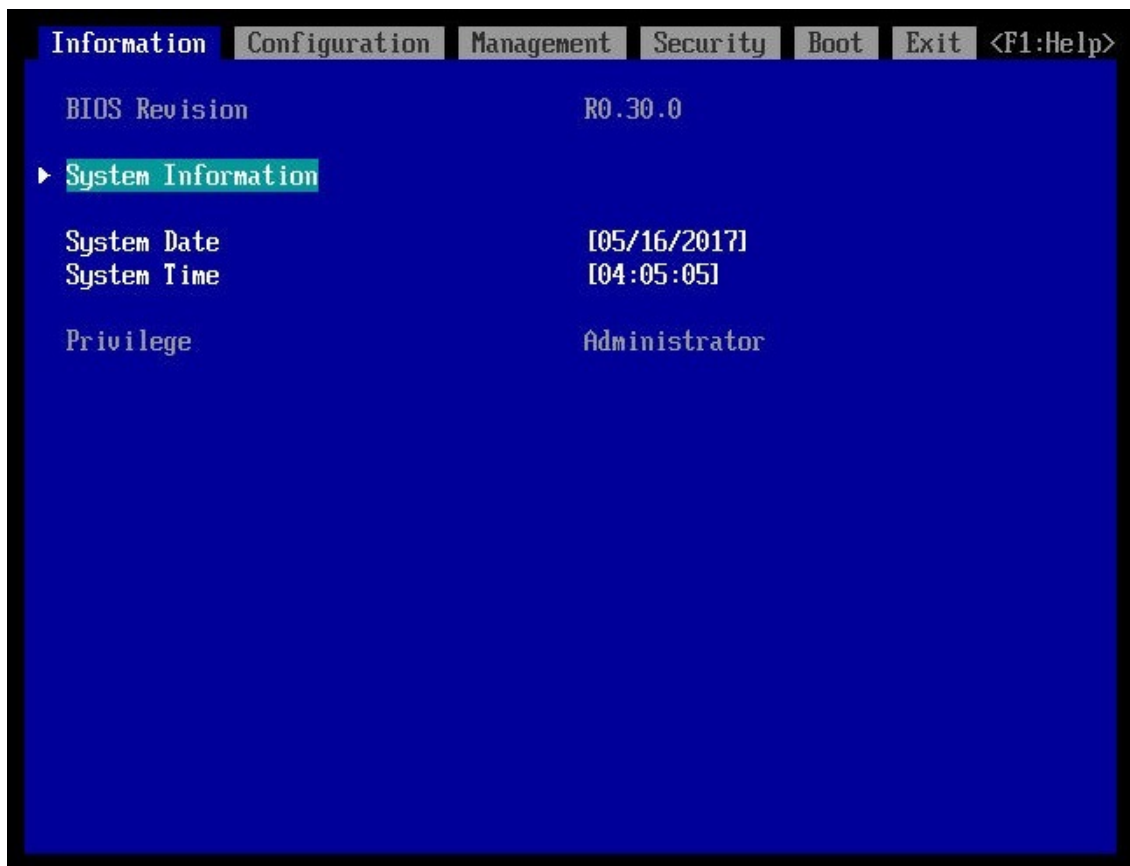 Information Configuration Management Security Boot Exit <F1:Help>
BIOS Revision R0.30.0
System Information
System Date [05/16/2017]
System Time [04:05:05]
Privilege Administrator